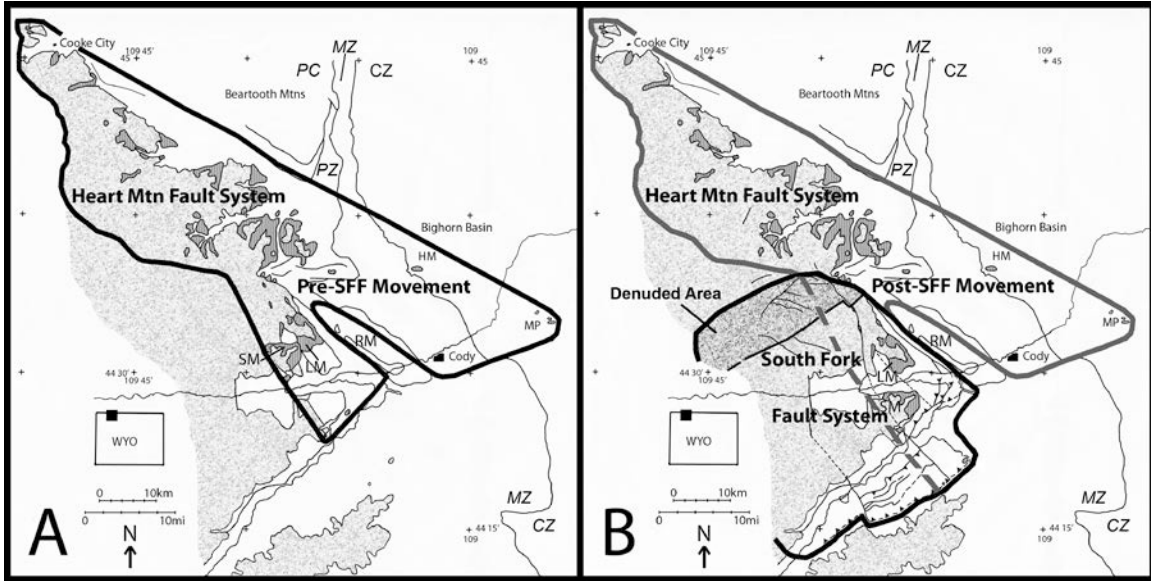 Cooke City
109 45'
45
MZ
PC
CZ
109
45
Beartooth Mtns
PZ
Heart Mtn Fault System
Bighorn Basin
HM
Pre-SFF Movement
MP
RM
SM
LM
Cody
44 30'
109 45'
WYO
0 10km
0 10mi
N
MZ
CZ
44 15'
109
A
Cooke City
109 45'
45
MZ
PC
CZ
109
45
Beartooth Mtns
PZ
Heart Mtn Fault System
Bighorn Basin
HM
Post-SFF Movement
Denuded Area
MP
RM
South Fork
Cody
LM
44 30'
109 45'
SM
Fault System
WYO
0 10km
0 10mi
N
MZ
CZ
44 15'
109
B